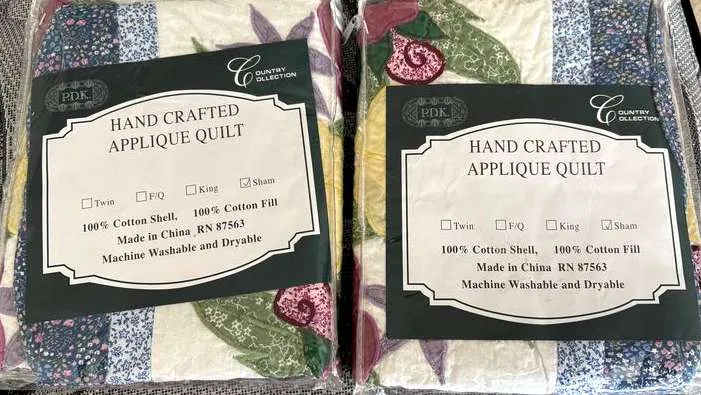 P.D.K.
Country
Collection
HAND CRAFTED
APPLIQUE QUILT
Twin F/Q King Sham
100% Cotton Shell, 100% Cotton Fill
Made in China RN 87563
Machine Washable and Dryable
P.D.K.
Country
Collection
HAND CRAFTED
APPLIQUE QUILT
Twin F/Q King Sham
100% Cotton Shell, 100% Cotton Fill
Made in China RN 87563
Machine Washable and Dryable